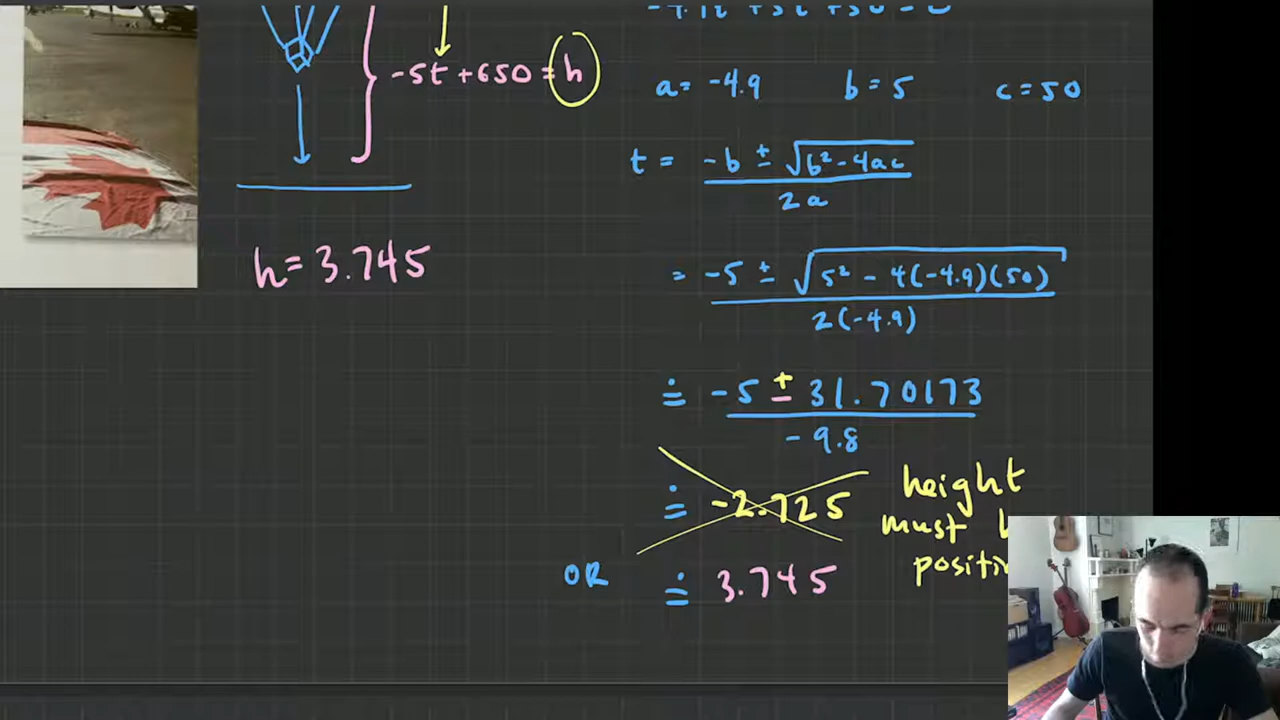 -5t + 650 = h
h = 3.745
a = -4.9 b = 5 c = 50
t = -b ± √b² - 4ac
2a
= -5 ± √5² - 4(-4.9)(50)
2(-4.9)
≐ -5 ± 31.70173
-9.8
≐ -2.725
height
must
OR ≐ 3.745